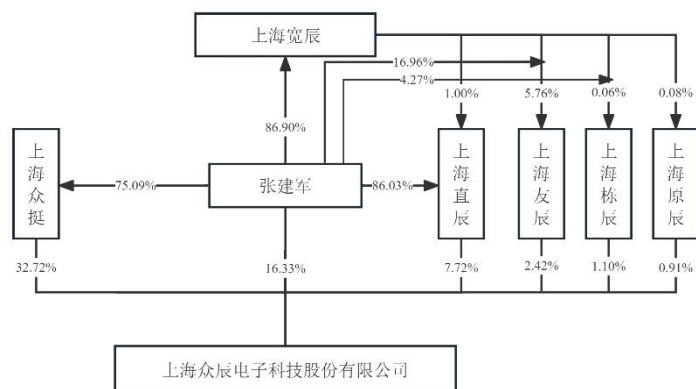 上海宽辰
16.96%
4.27%
1.00%
5.76%
0.06%
0.08%
86.90%
上海众挺
75.09%
张建军
86.03%
上海直辰
上海友辰
上海栋辰
上海原辰
32.72%
16.33%
7.72%
2.42%
1.10%
0.91%
上海众辰电子科技股份有限公司